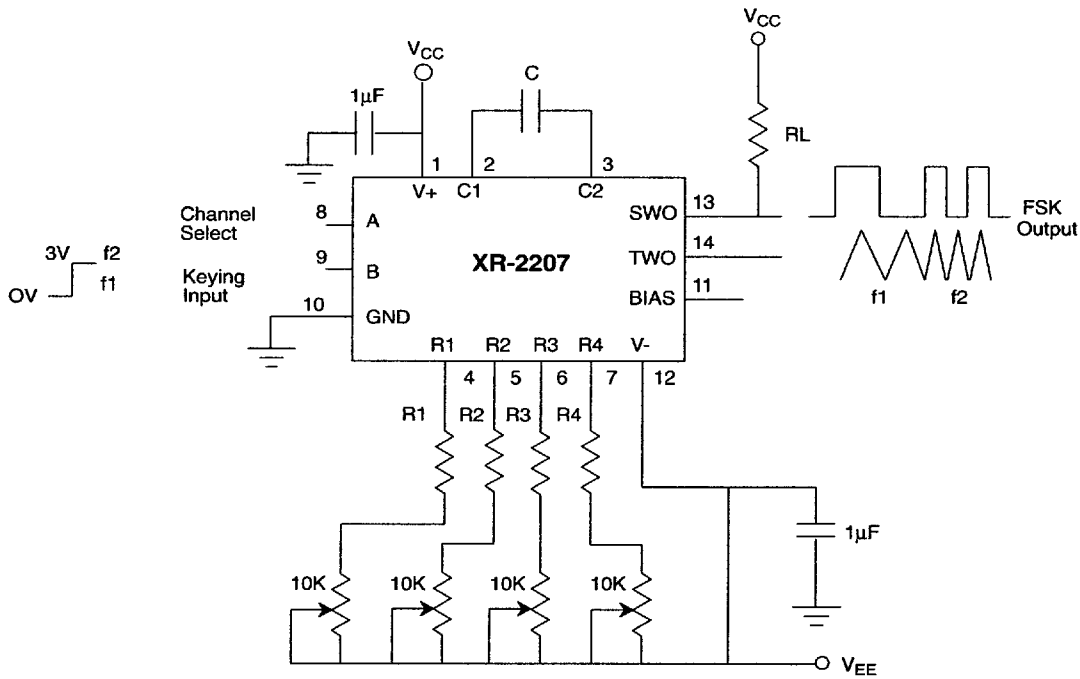 VCC
VCC
1μF
C
RL
1
2
3
V+
C1
C2
Channel
Select
8
A
SWO
13
XR-2207
TWO
14
FSK
Output
3V
f2
f1
OV
Keying
Input
9
B
BIAS
11
f1
f2
10
GND
R1
R2
R3
R4
V-
4
5
6
7
12
R1
R2
R3
R4
1μF
10K
10K
10K
10K
VEE